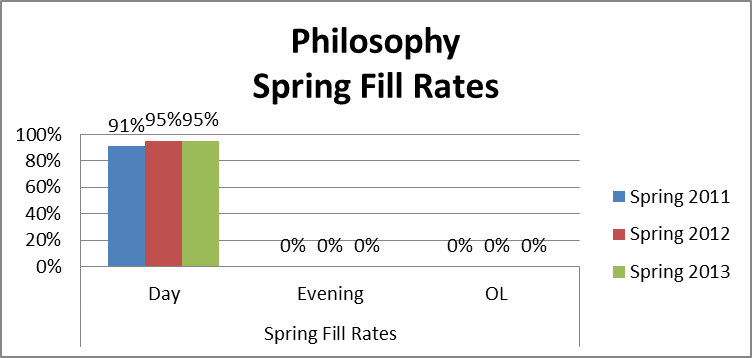 Philosophy
Spring Fill Rates
91% 95% 95%
100%
80%
60%
40%
20%
0%
0% 0% 0%
0% 0% 0%
Day
Evening
OL
Spring Fill Rates
Spring 2011
Spring 2012
Spring 2013